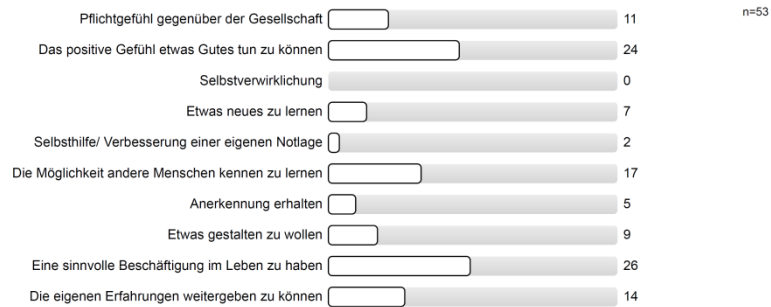 Pflichtgefühl gegenüber der Gesellschaft 11 n=53
Das positive Gefühl etwas Gutes tun zu können 24
Selbstverwirklichung 0
Etwas neues zu lernen 7
Selbsthilfe/ Verbesserung einer eigenen Notlage 2
Die Möglichkeit andere Menschen kennen zu lernen 17
Anerkennung erhalten 5
Etwas gestalten zu wollen 9
Eine sinnvolle Beschäftigung im Leben zu haben 26
Die eigenen Erfahrungen weitergeben zu können 14